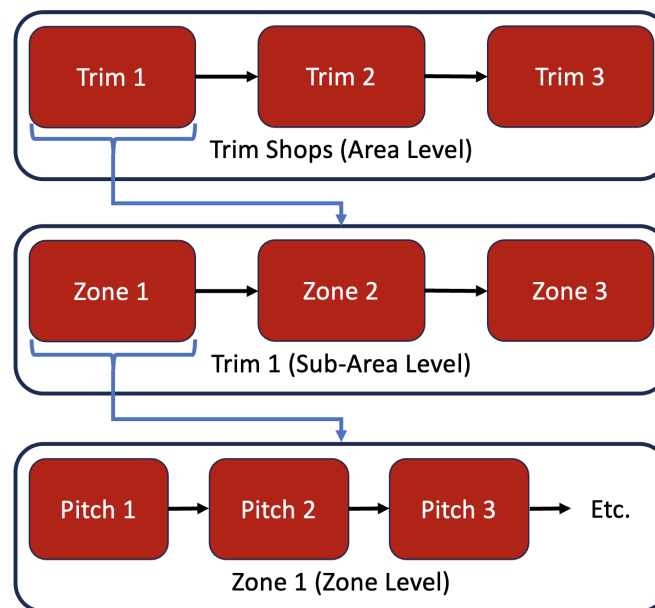 Trim 1
Trim 2
Trim 3
Trim Shops (Area Level)
Zone 1
Zone 2
Zone 3
Trim 1 (Sub-Area Level)
Pitch 1
Pitch 2
Pitch 3
Etc.
Zone 1 (Zone Level)